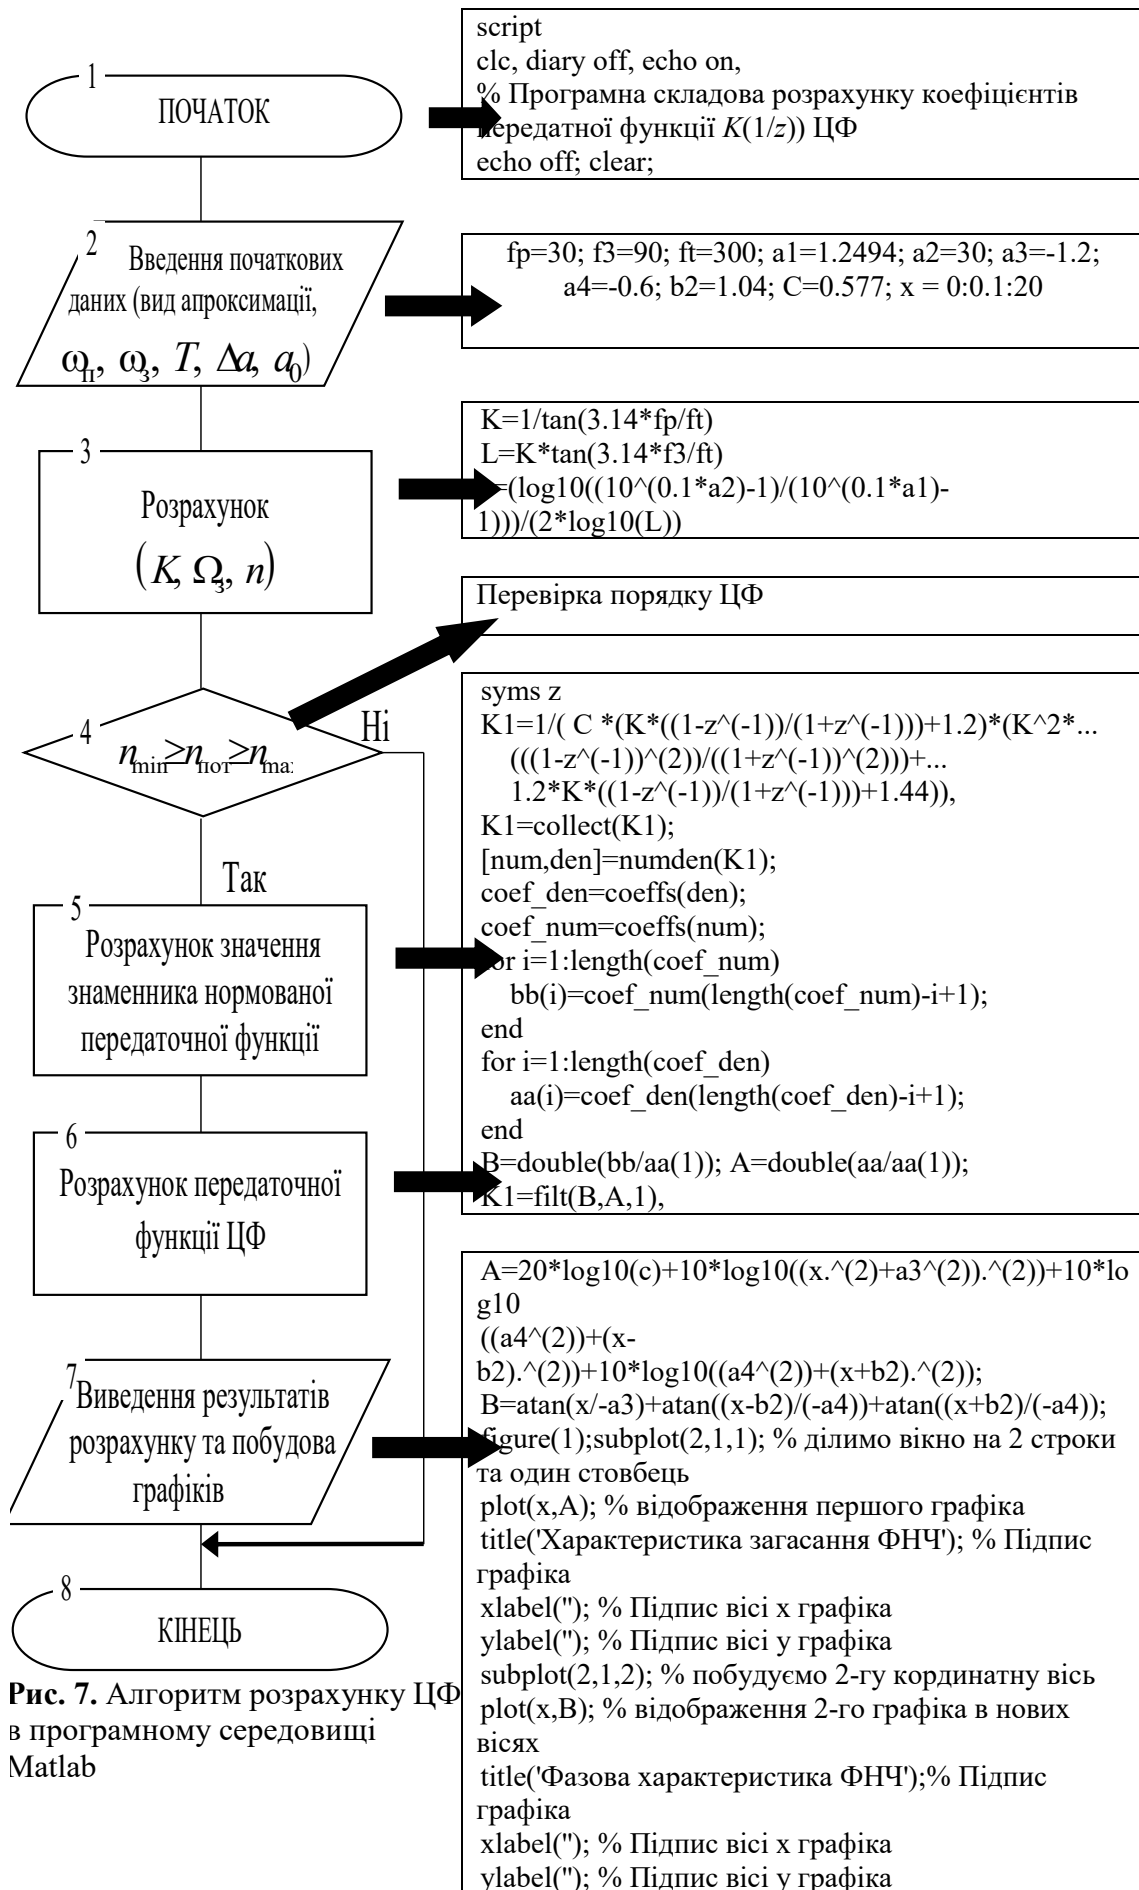 1
ПОЧАТОК
script
clc, diary off, echo on,
% Програмна складова розрахунку коефіцієнтів
передатної функції K(1/z)) ЦФ
echo off; clear;
2
Введення початкових
даних (вид апроксимації,
ωп, ωз, T, Δa, a0)
fp=30; f3=90; ft=300; a1=1.2494; a2=30; a3=-1.2;
a4=-0.6; b2=1.04; C=0.577; x = 0:0.1:20
3
Розрахунок
(K, Ωз, n)
K=1/tan(3.14*fp/ft)
L=K*tan(3.14*f3/ft)
=(log10((10^(0.1*a2)-1)/(10^(0.1*a1)-
1)))/(2*log10(L))
Перевірка порядку ЦФ
4
nmin≥nпот≥nmax
Ні
Так
5
Розрахунок значення
знаменника нормованої
передаточної функції
6
Розрахунок передаточної
функції ЦФ
syms z
K1=1/( C *(K*((1-z^(-1))/(1+z^(-1)))+1.2)*(K^2*...
(((1-z^(-1))^(2))/((1+z^(-1))^(2)))+...
1.2*K*((1-z^(-1))/(1+z^(-1)))+1.44)),
K1=collect(K1);
[num,den]=numden(K1);
coef_den=coeffs(den);
coef_num=coeffs(num);
for i=1:length(coef_num)
bb(i)=coef_num(length(coef_num)-i+1);
end
for i=1:length(coef_den)
aa(i)=coef_den(length(coef_den)-i+1);
end
B=double(bb/aa(1)); A=double(aa/aa(1));
K1=filt(B,A,1),
7
Виведення результатів
розрахунку та побудова
графіків
8
КІНЕЦЬ
A=20*log10(c)+10*log10((x.^(2)+a3^(2)).^(2))+10*lo
g10
((a4^(2))+(x-
b2).^(2))+10*log10((a4^(2))+(x+b2).^(2));
B=atan(x/-a3)+atan((x-b2)/(-a4))+atan((x+b2)/(-a4));
figure(1);subplot(2,1,1); % ділимо вікно на 2 строки
та один стовбець
plot(x,A); % відображення першого графіка
title('Характеристика загасання ФНЧ'); % Підпис
графіка
xlabel(''); % Підпис вісі х графіка
ylabel(''); % Підпис вісі у графіка
subplot(2,1,2); % побудуємо 2-гу кординатну вісь
plot(x,B); % відображення 2-го графіка в нових
вісях
title('Фазова характеристика ФНЧ');% Підпис
графіка
xlabel(''); % Підпис вісі х графіка
ylabel(''); % Підпис вісі у графіка
Рис. 7. Алгоритм розрахунку ЦФ
в програмному середовищі
Matlab